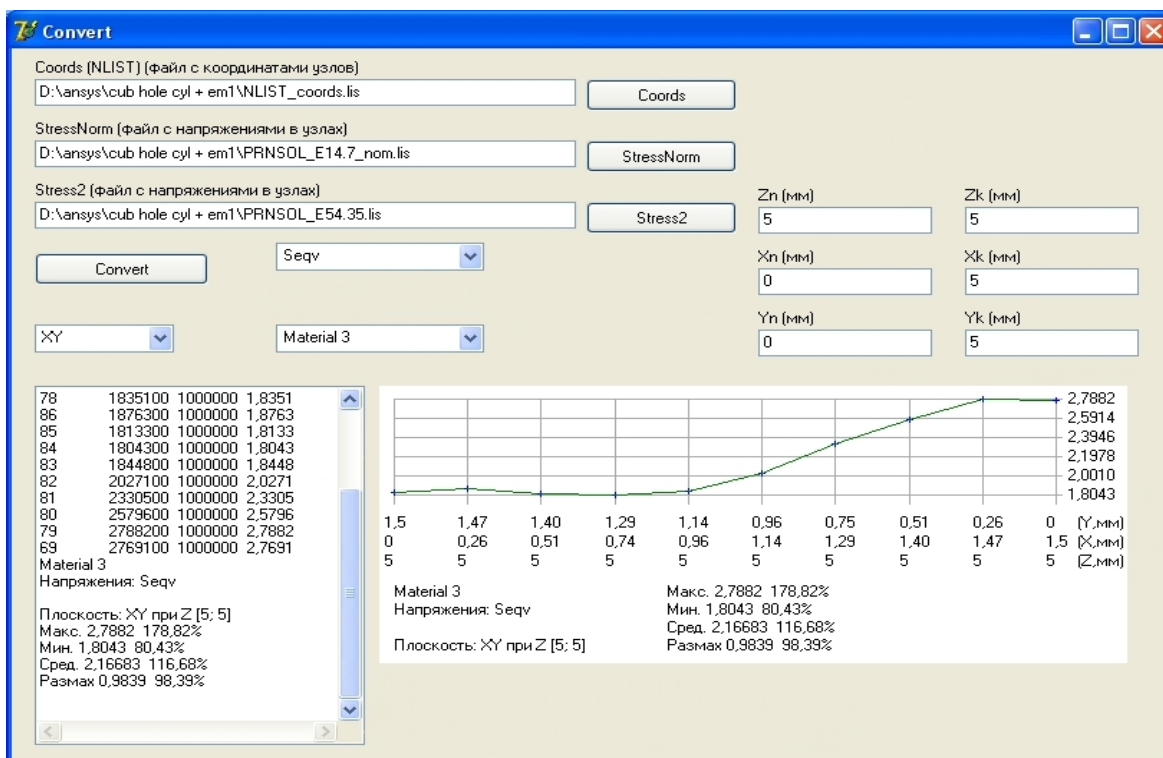 Convert
Coords (NLIST) (файл с координатами узлов)
D:\ansys\cub hole cyl + em1\NLIST_coords.lis
Coords
StressNorm (файл с напряжениями в узлах)
D:\ansys\cub hole cyl + em1\PRNSOL_E14.7_nom.lis
StressNorm
Stress2 (файл с напряжениями в узлах)
D:\ansys\cub hole cyl + em1\PRNSOL_E54.35.lis
Stress2
Zn (мм) Zk (мм)
5 5
Convert
Seqv
Xn (мм) Xk (мм)
0 5
XY
Material 3
Yn (мм) Yk (мм)
0 5
78 1835100 1000000 1,8351
86 1876300 1000000 1,8763
85 1813300 1000000 1,8133
84 1804300 1000000 1,8043
83 1844800 1000000 1,8448
82 2027100 1000000 2,0271
81 2330500 1000000 2,3305
80 2579600 1000000 2,5796
79 2788200 1000000 2,7882
69 2769100 1000000 2,7691
Material 3
Напряжения: Seqv
Плоскость: XY при Z [5; 5]
Макс. 2,7882 178,82%
Мин. 1,8043 80,43%
Сред. 2,16683 116,68%
Размах 0,9839 98,39%
2,7882
2,5914
2,3946
2,1978
2,0010
1,8043
1,5 1,47 1,40 1,29 1,14 0,96 0,75 0,51 0,26 0 (Y,мм)
0 0,26 0,51 0,74 0,96 1,14 1,29 1,40 1,47 1,5 (X,мм)
5 5 5 5 5 5 5 5 5 5 (Z,мм)
Material 3
Напряжения: Seqv
Плоскость: XY при Z [5; 5]
Макс. 2,7882 178,82%
Мин. 1,8043 80,43%
Сред. 2,16683 116,68%
Размах 0,9839 98,39%